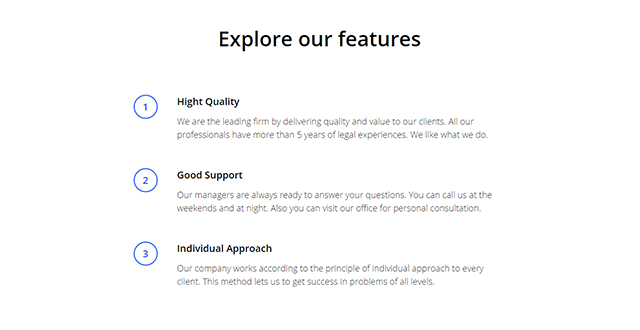 Explore our features
1
Hight Quality
We are the leading firm by delivering quality and value to our clients. All our
professionals have more than 5 years of legal experiences. We like what we do.
2
Good Support
Our managers are always ready to answer your questions. You can call us at the
weekends and at night. Also you can visit our office for personal consultation.
3
Individual Approach
Our company works according to the principle of individual approach to every
client. This method lets us to get success in problems of all levels.